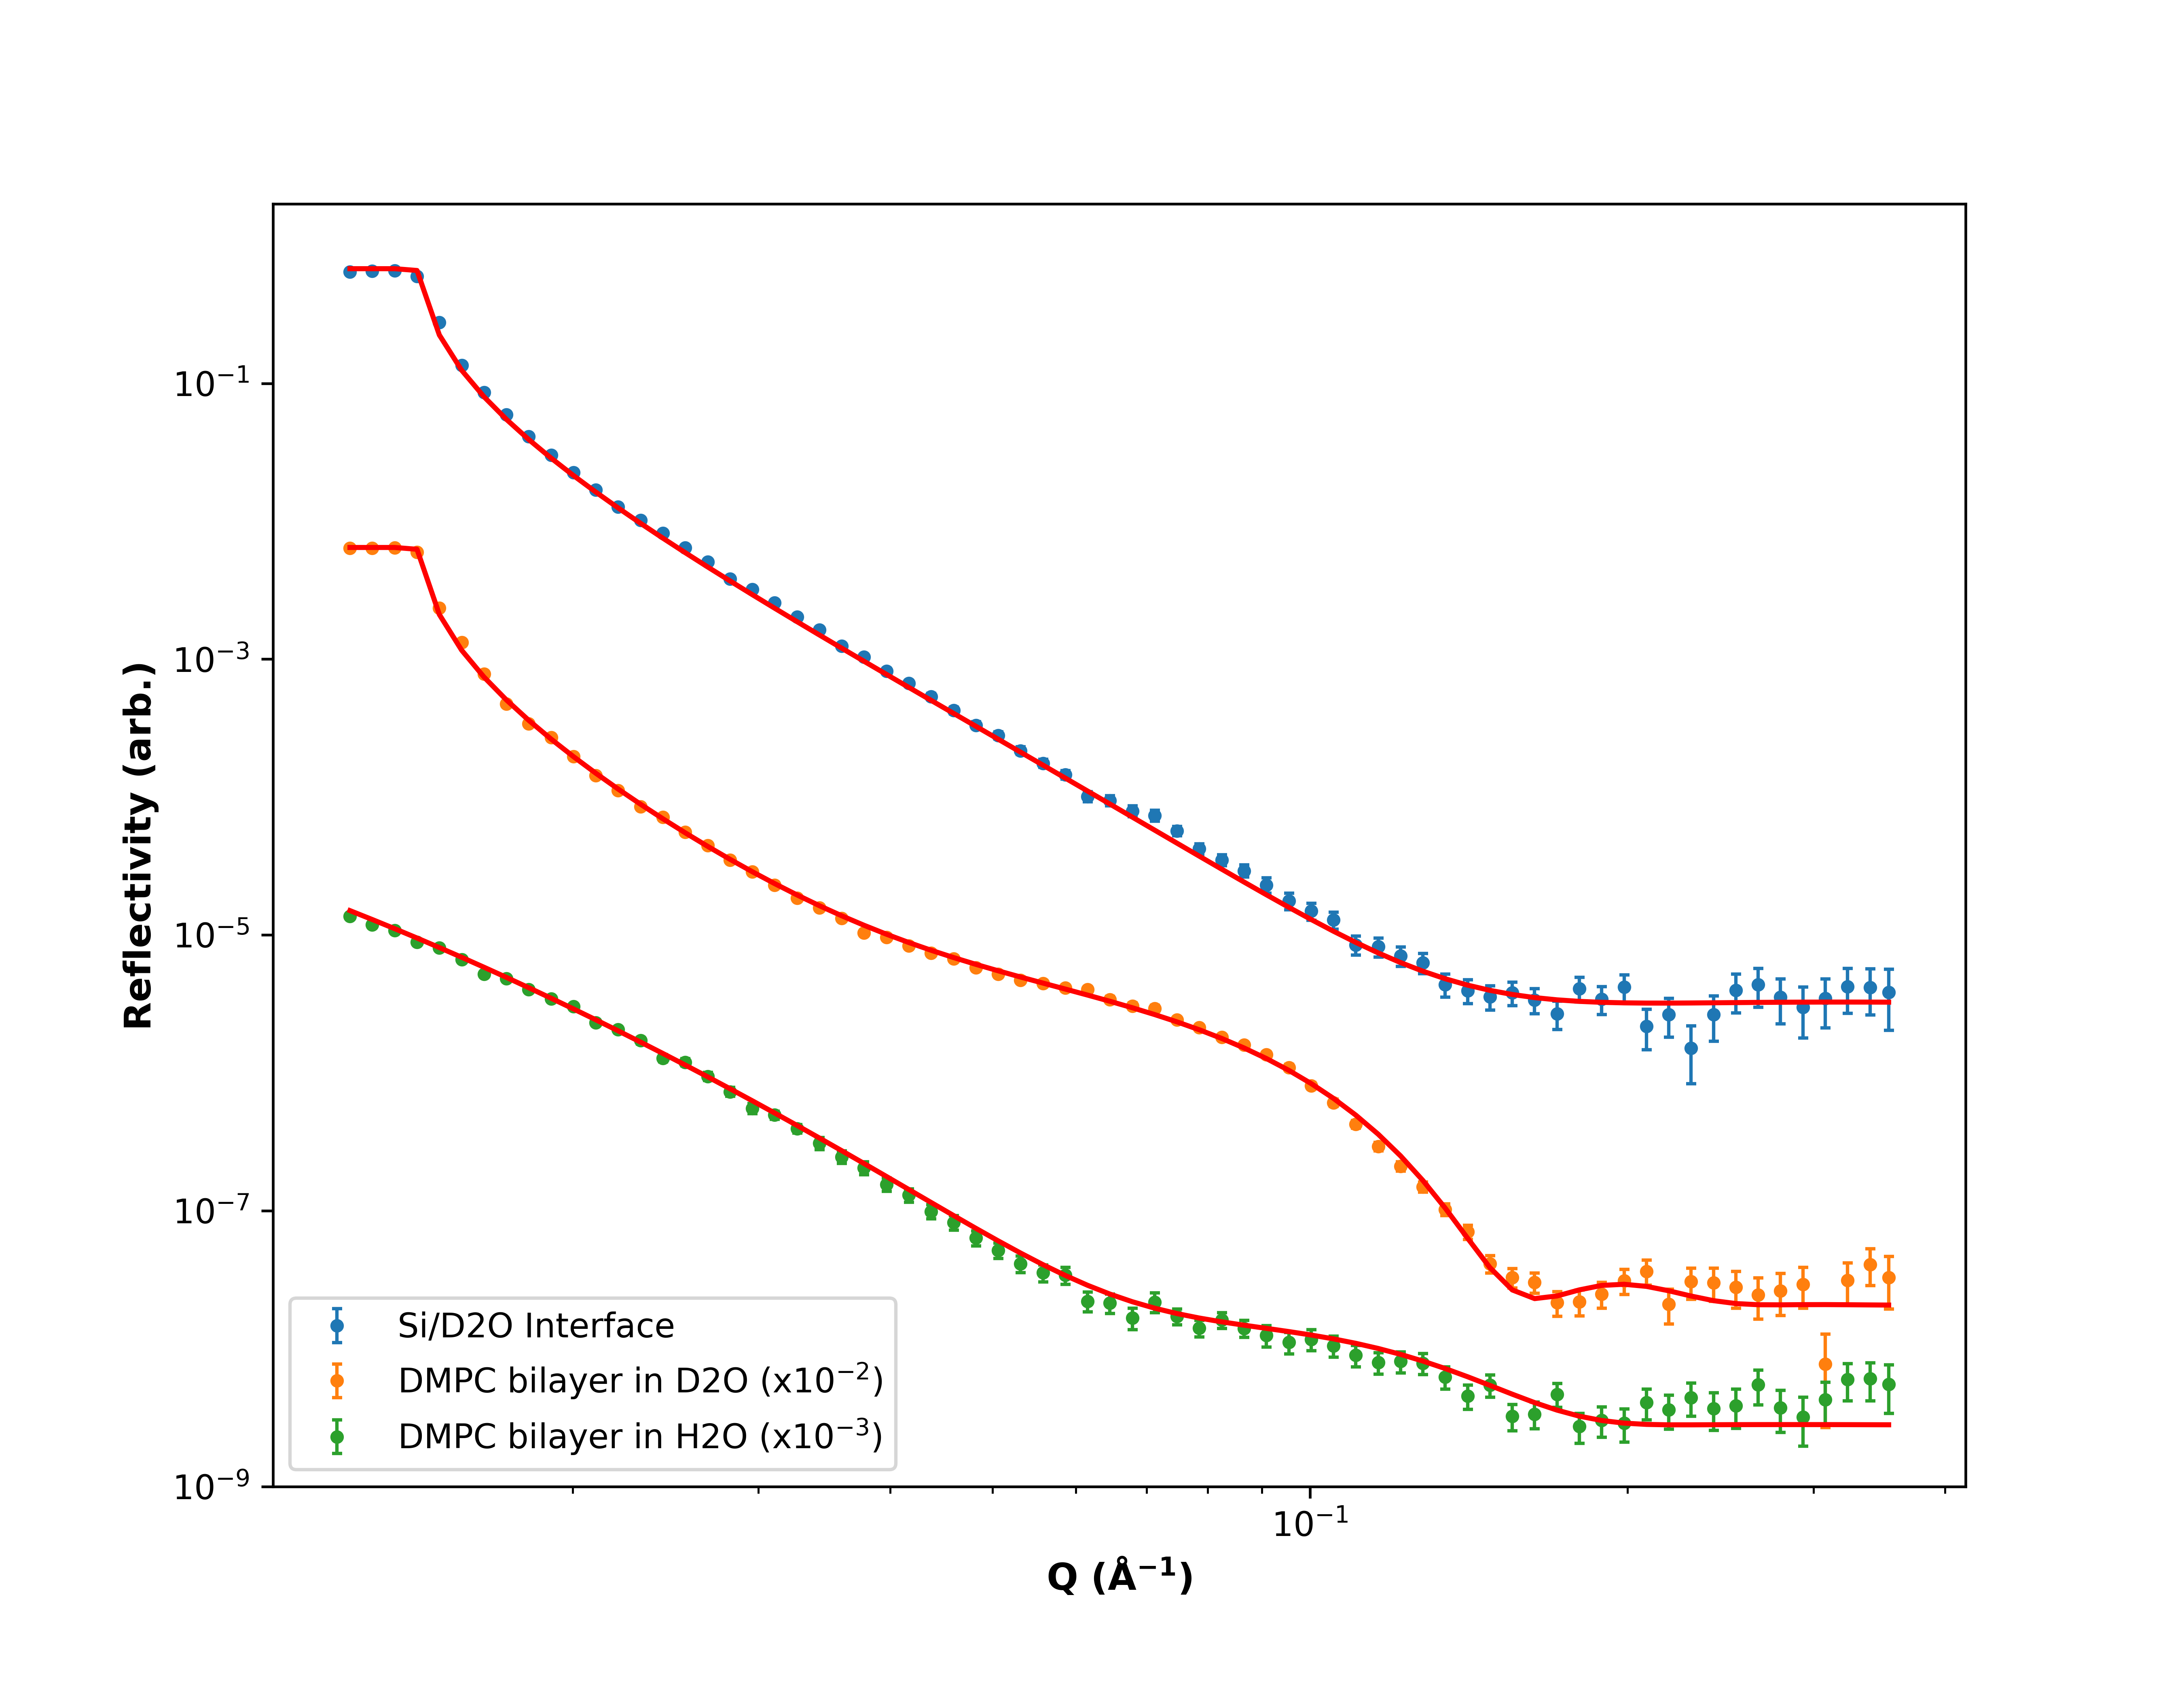 10⁻¹
10⁻³
10⁻⁵
10⁻⁷
10⁻⁹
Reflectivity (arb.)
Si/D2O Interface
DMPC bilayer in D2O (x10⁻²)
DMPC bilayer in H2O (x10⁻³)
10⁻¹
Q (Å⁻¹)